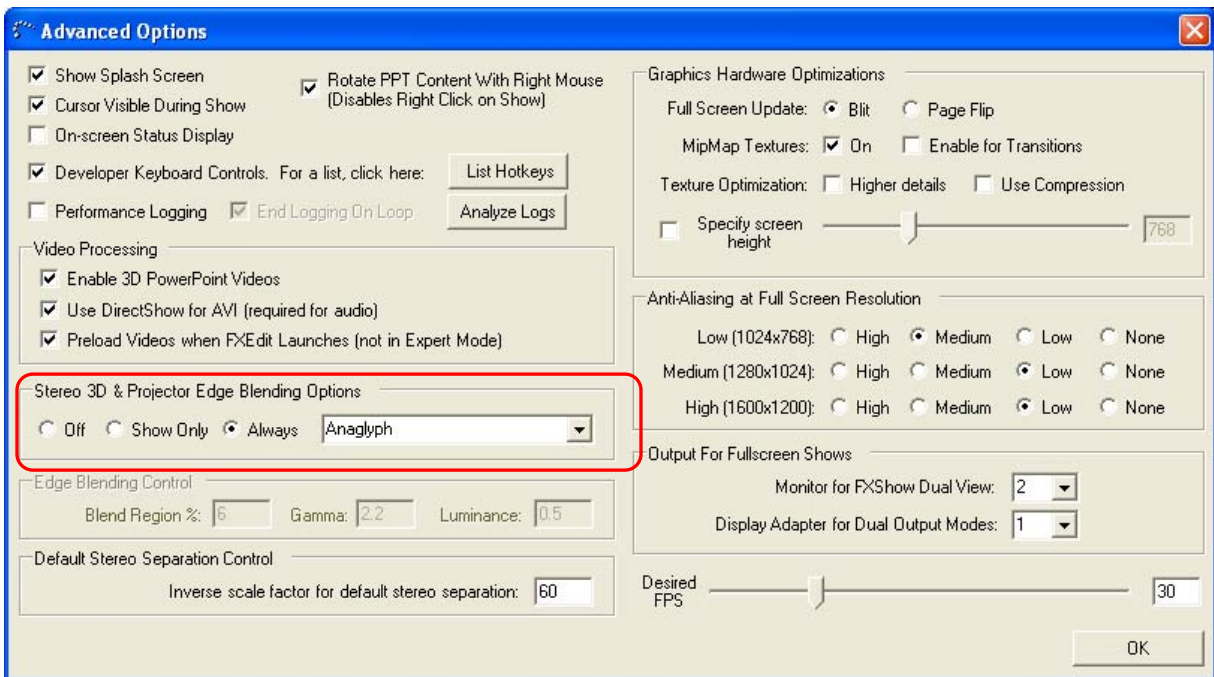 Advanced Options
Show Splash Screen
Cursor Visible During Show
On-screen Status Display
Rotate PPT Content With Right Mouse
(Disables Right Click on Show)
Developer Keyboard Controls. For a list, click here:
List Hotkeys
Performance Logging
End Logging On Loop
Analyze Logs
Video Processing
Enable 3D PowerPoint Videos
Use DirectShow for AVI (required for audio)
Preload Videos when FXEdit Launches (not in Expert Mode)
Stereo 3D & Projector Edge Blending Options
Off Show Only Always Anaglyph
Edge Blending Control
Blend Region %: 6 Gamma: 2.2 Luminance: 0.5
Default Stereo Separation Control
Inverse scale factor for default stereo separation: 60
Graphics Hardware Optimizations
Full Screen Update: Blit Page Flip
MipMap Textures: On Enable for Transitions
Texture Optimization: Higher details Use Compression
Specify screen
height
768
Anti-Aliasing at Full Screen Resolution
Low (1024x768): High Medium Low None
Medium (1280x1024): High Medium Low None
High (1600x1200): High Medium Low None
Output For Fullscreen Shows
Monitor for FXShow Dual View: 2
Display Adapter for Dual Output Modes: 1
Desired
FPS
30
OK